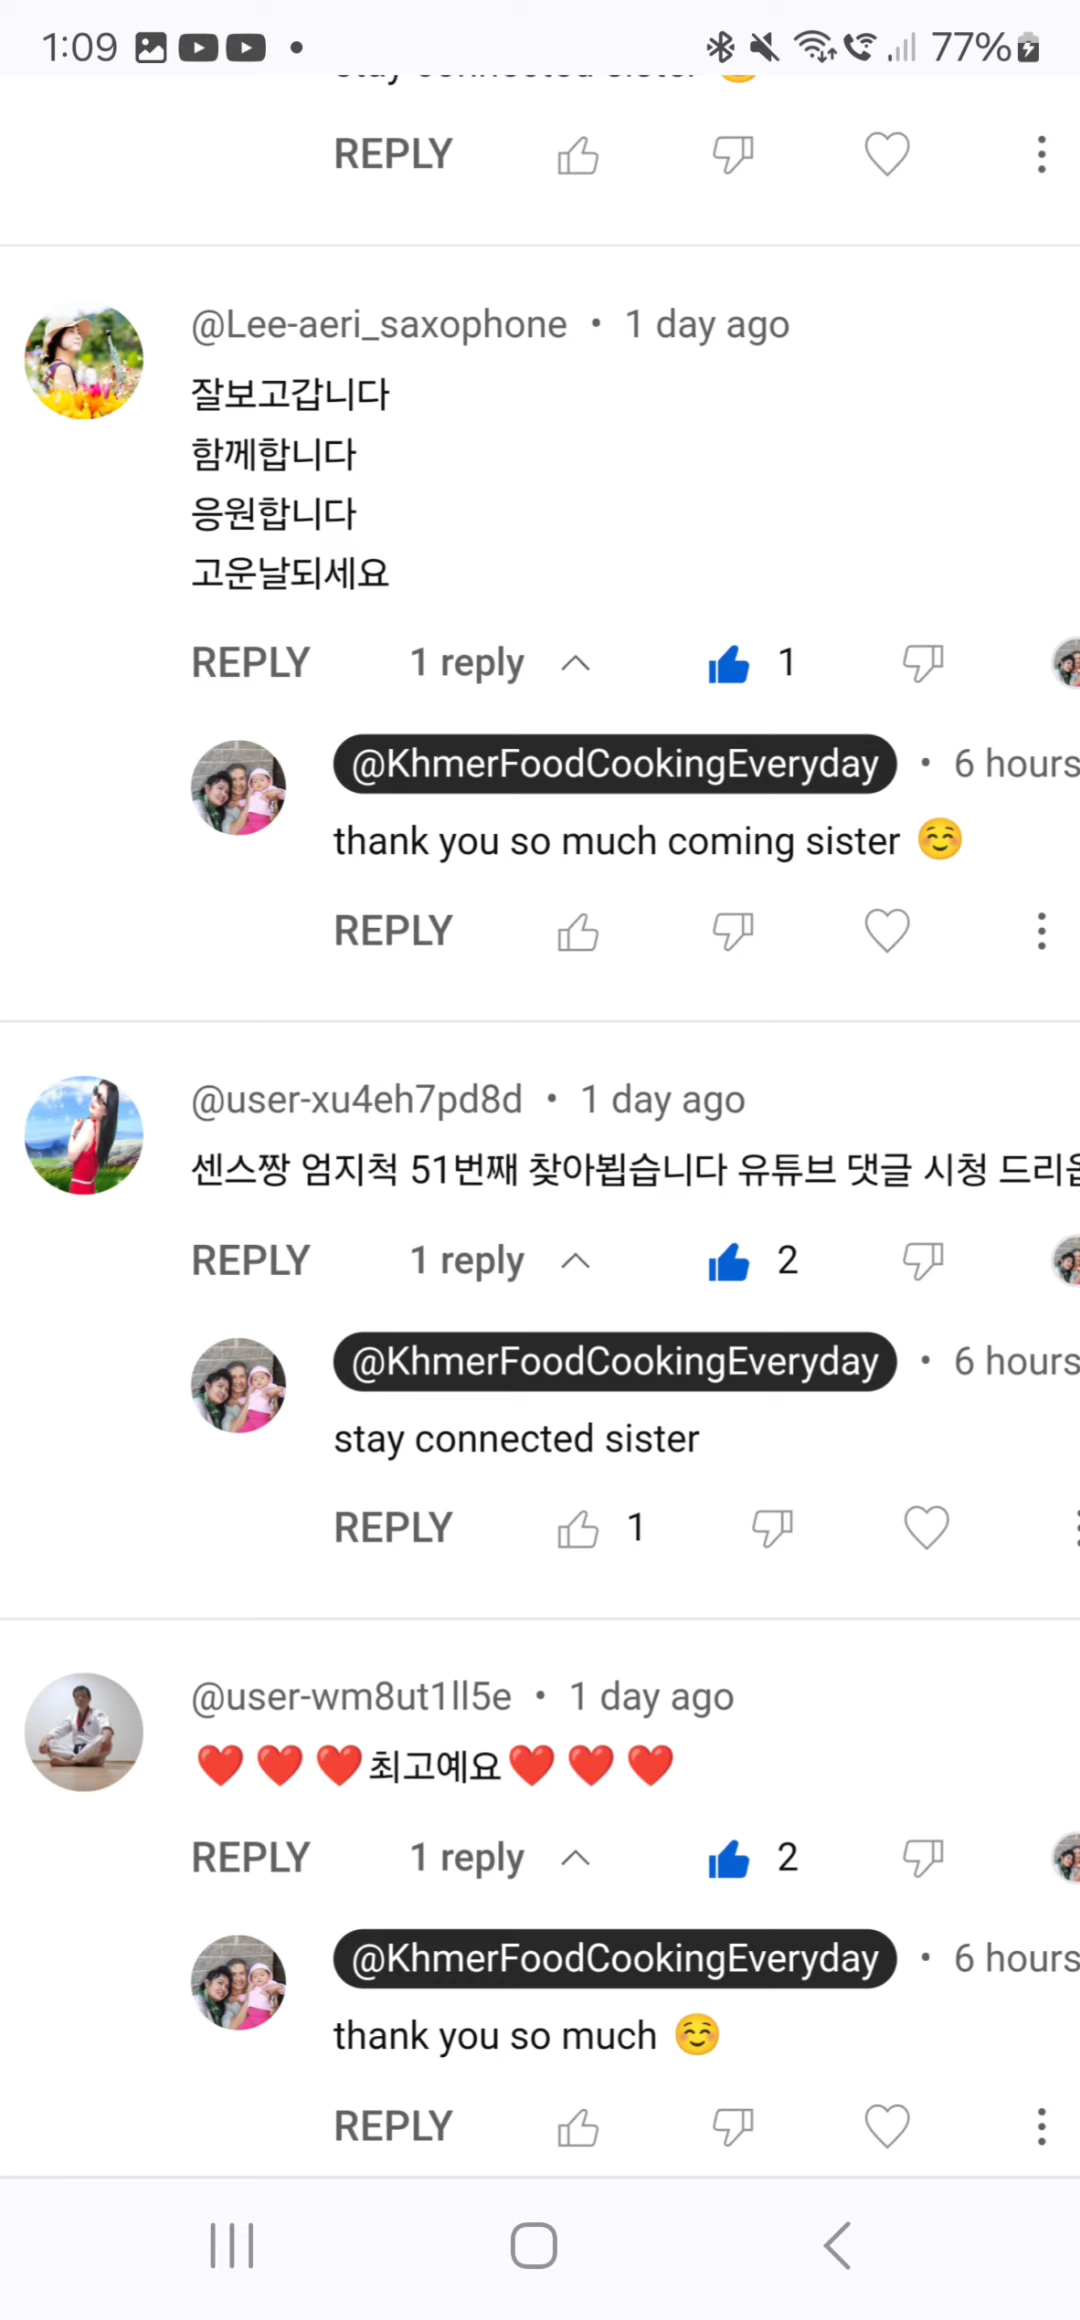 1:09 77%
stay connected sister ☺️
REPLY
@Lee-aeri_saxophone • 1 day ago
잘보고갑니다
함께합니다
응원합니다
고운날되세요
REPLY 1 reply 1
@KhmerFoodCookingEveryday • 6 hours
thank you so much coming sister ☺️
REPLY
@user-xu4eh7pd8d • 1 day ago
센스짱 엄지척 51번째 찾아뵙습니다 유튜브 댓글 시청
REPLY 1 reply 2
@KhmerFoodCookingEveryday • 6 hours
stay connected sister
REPLY 1
@user-wm8ut1ll5e • 1 day ago
❤️❤️❤️최고예요❤️❤️❤️
REPLY 1 reply 2
@KhmerFoodCookingEveryday • 6 hours
thank you so much ☺️
REPLY